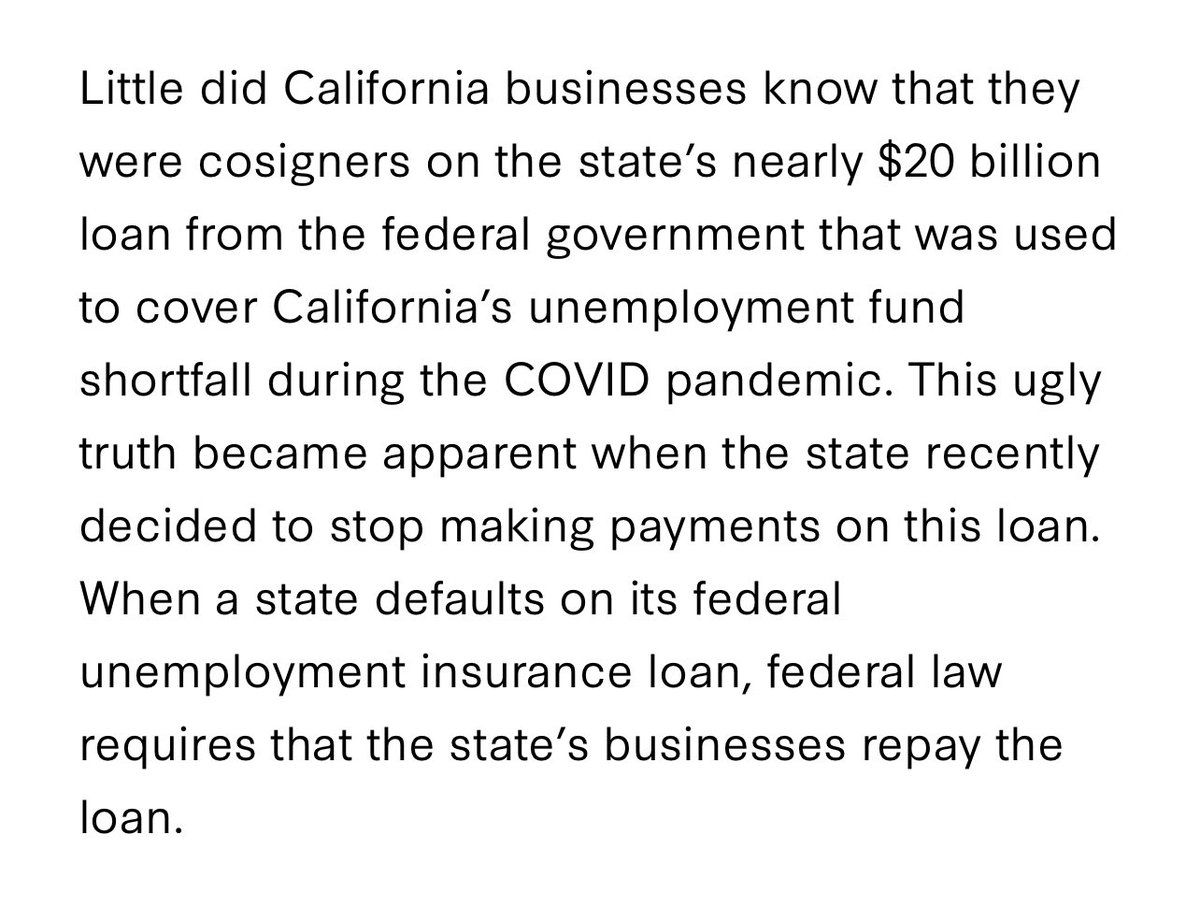 Little did California businesses know that they
were cosigners on the state’s nearly $20 billion
loan from the federal government that was used
to cover California’s unemployment fund
shortfall during the COVID pandemic. This ugly
truth became apparent when the state recently
decided to stop making payments on this loan.
When a state defaults on its federal
unemployment insurance loan, federal law
requires that the state’s businesses repay the
loan.